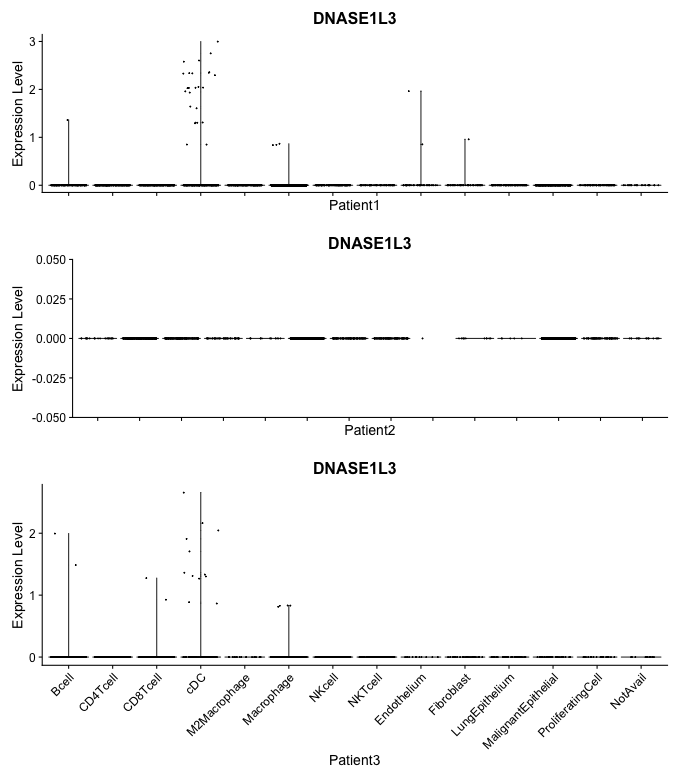 DNASE1L3
Expression Level
3
2
1
0
Patient1
DNASE1L3
Expression Level
0.050
0.025
0.000
-0.025
-0.050
Patient2
DNASE1L3
Expression Level
2
1
0
Bcell
CD4Tcell
CD8Tcell
cDC
M2Macrophage
Macrophage
NKcell
NKTcell
Endothelium
Fibroblast
LungEpithelium
MalignantEpithelial
ProliferatingCell
NotAvail
Patient3